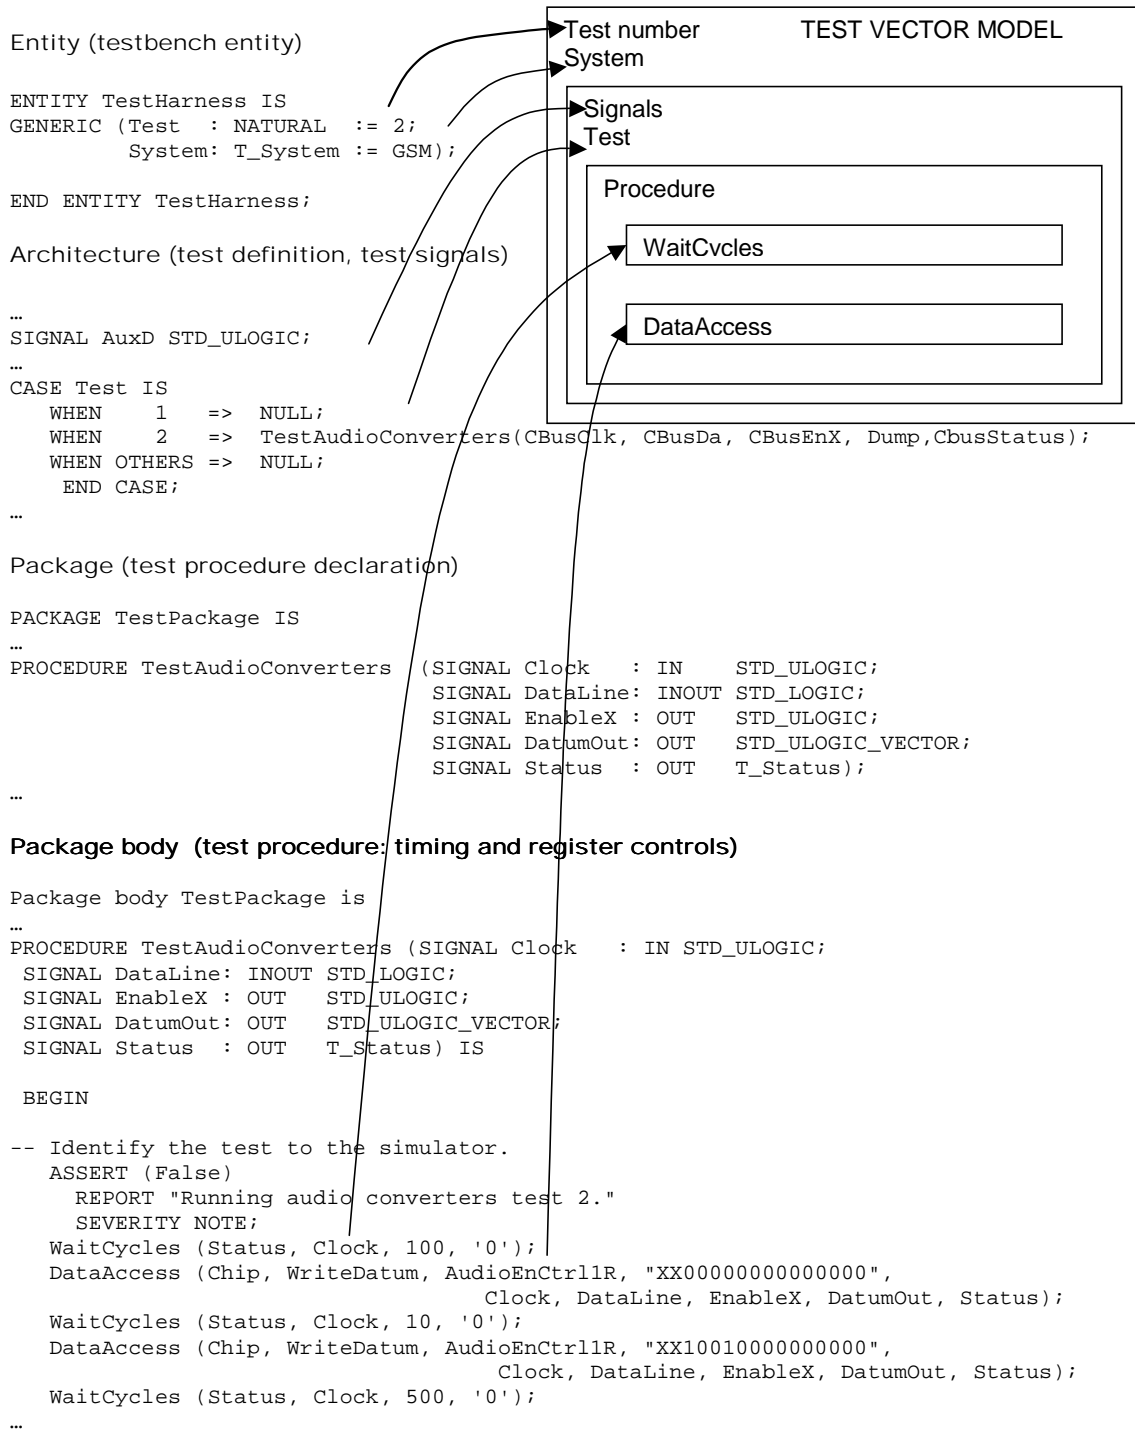 Test number TEST VECTOR MODEL
Entity (testbench entity)
System
ENTITY TestHarness IS
Signals
GENERIC (Test : NATURAL := 2;
Test
System: T_System := GSM);
Procedure
END ENTITY TestHarness;
WaitCvcles
Architecture (test definition, test signals)
…
DataAccess
SIGNAL AuxD STD_ULOGIC;
…
CASE Test IS
WHEN 1 => NULL;
WHEN 2 => TestAudioConverters(CBusClk, CBusDa, CBusEnX, Dump,CbusStatus);
WHEN OTHERS => NULL;
END CASE;
…
Package (test procedure declaration)
PACKAGE TestPackage IS
…
PROCEDURE TestAudioConverters (SIGNAL Clock : IN STD_ULOGIC;
SIGNAL DataLine: INOUT STD_LOGIC;
SIGNAL EnableX : OUT STD_ULOGIC;
SIGNAL DatumOut: OUT STD_ULOGIC_VECTOR;
SIGNAL Status : OUT T_Status);
…
Package body (test procedure: timing and register controls)
Package body TestPackage is
…
PROCEDURE TestAudioConverters (SIGNAL Clock : IN STD_ULOGIC;
SIGNAL DataLine: INOUT STD_LOGIC;
SIGNAL EnableX : OUT STD_ULOGIC;
SIGNAL DatumOut: OUT STD_ULOGIC_VECTOR;
SIGNAL Status : OUT T_Status) IS
BEGIN
-- Identify the test to the simulator.
ASSERT (False)
REPORT "Running audio converters test 2."
SEVERITY NOTE;
WaitCycles (Status, Clock, 100, '0');
DataAccess (Chip, WriteDatum, AudioEnCtrl1R, "XX00000000000000",
Clock, DataLine, EnableX, DatumOut, Status);
WaitCycles (Status, Clock, 10, '0');
DataAccess (Chip, WriteDatum, AudioEnCtrl1R, "XX10010000000000",
Clock, DataLine, EnableX, DatumOut, Status);
WaitCycles (Status, Clock, 500, '0');
…